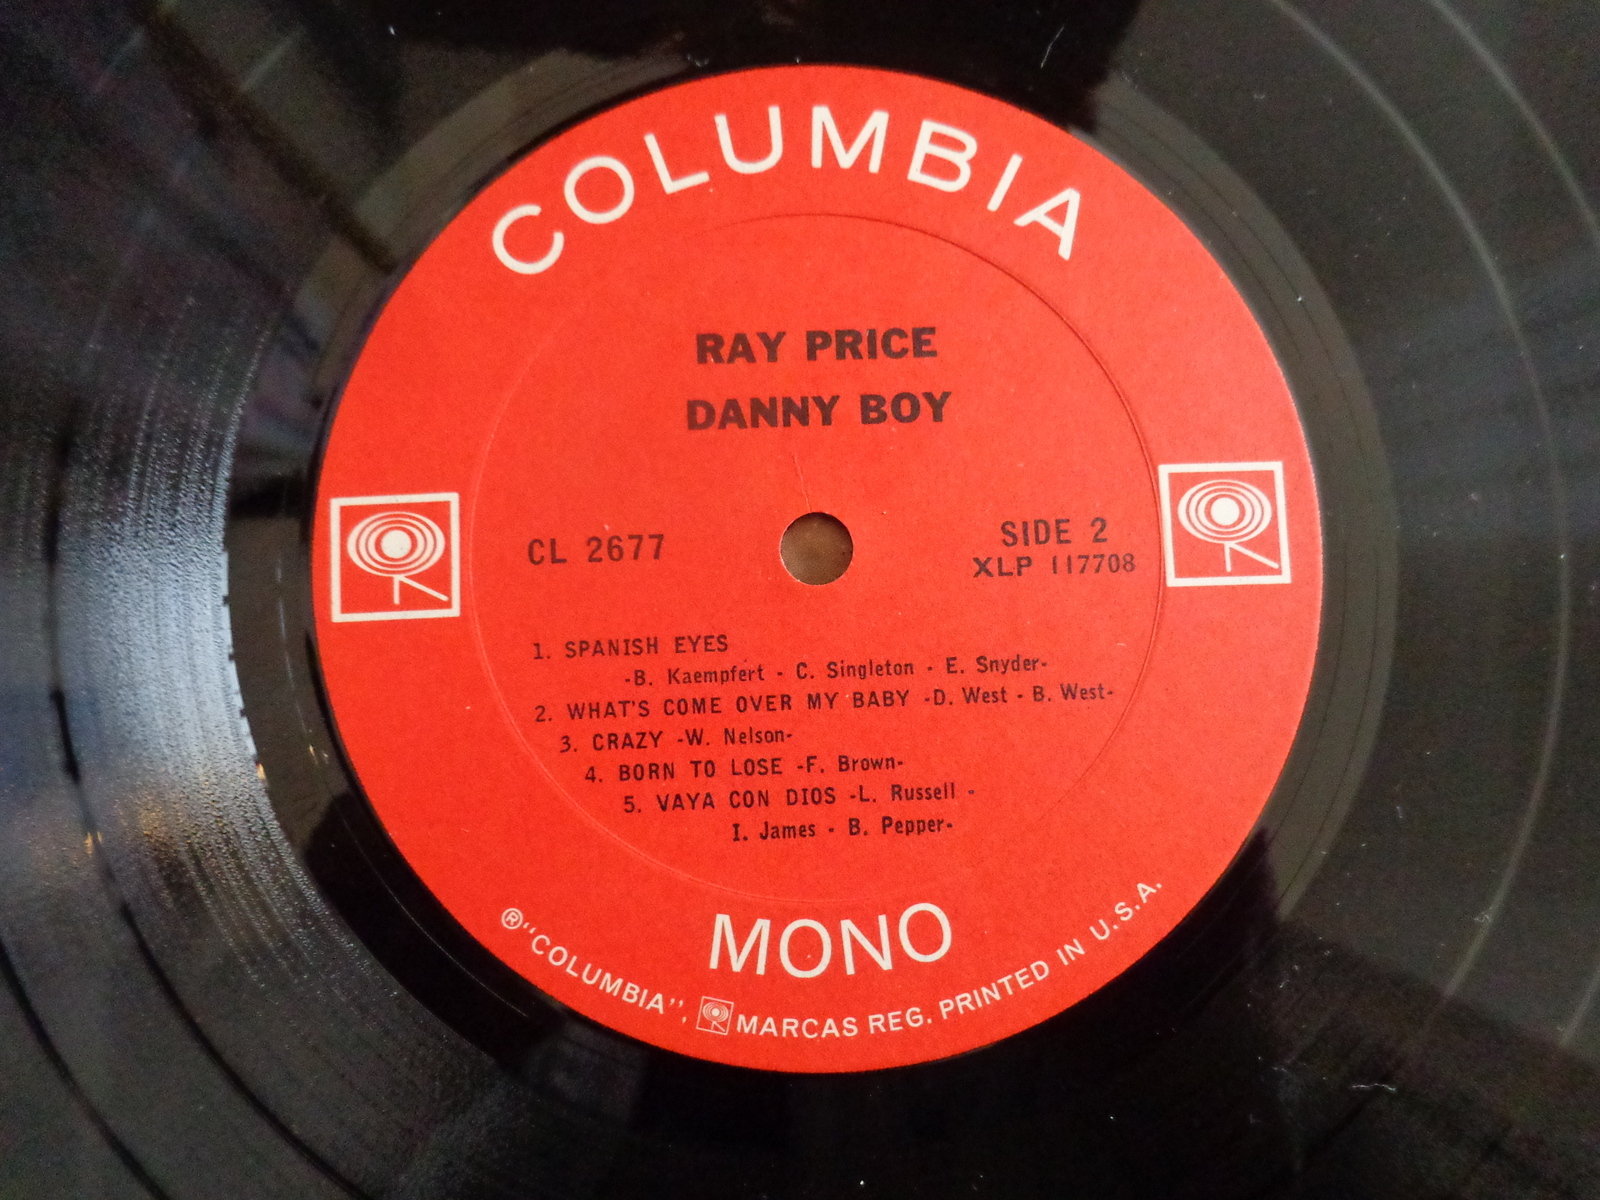 COLUMBIA
RAY PRICE
DANNY BOY
CL 2677
SIDE 2
XLP 117708
1. SPANISH EYES
-B. Kaempfert - C. Singleton - E. Snyder-
2. WHAT'S COME OVER MY BABY -D. West - B. West-
3. CRAZY -W. Nelson-
4. BORN TO LOSE -F. Brown-
5. VAYA CON DIOS -L. Russell -
I. James - B. Pepper-
MONO
®"COLUMBIA", MARCAS REG. PRINTED IN U.S.A.